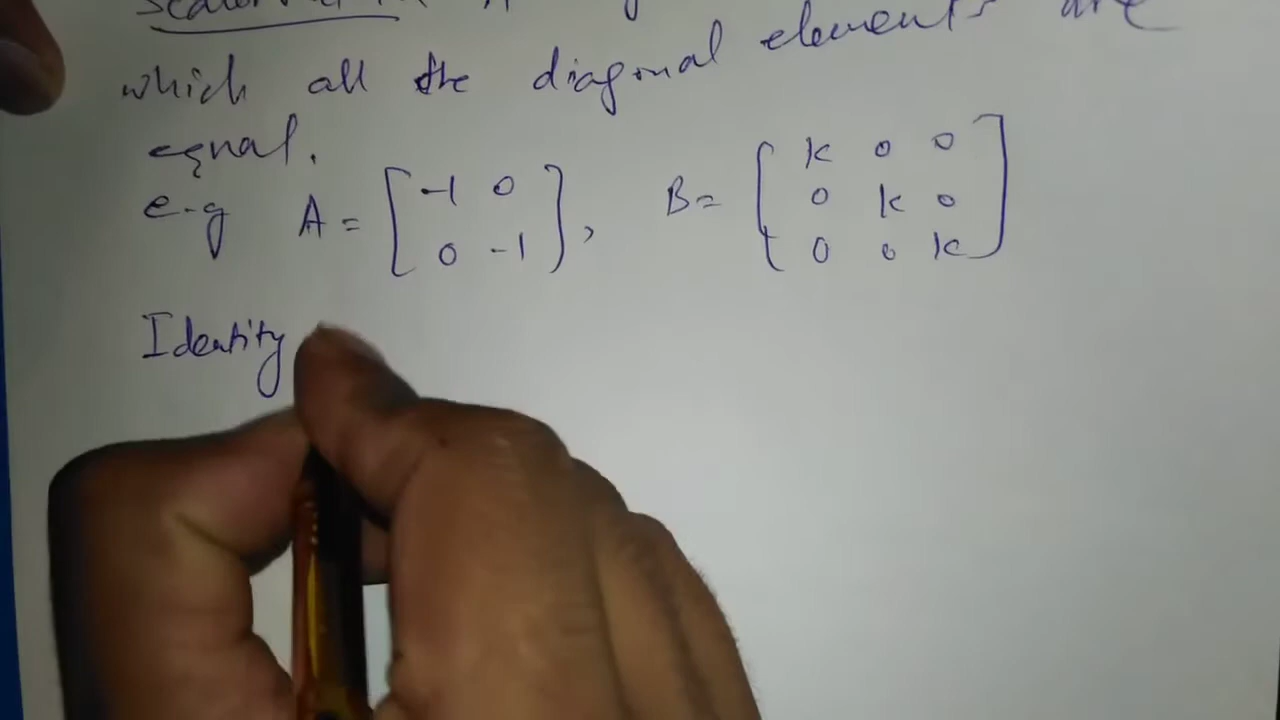 which all the diagonal elements are
equal.
e-g A = [-1 0 0 -1], B = [k 0 0 0 k 0 0 0 k]
Identity